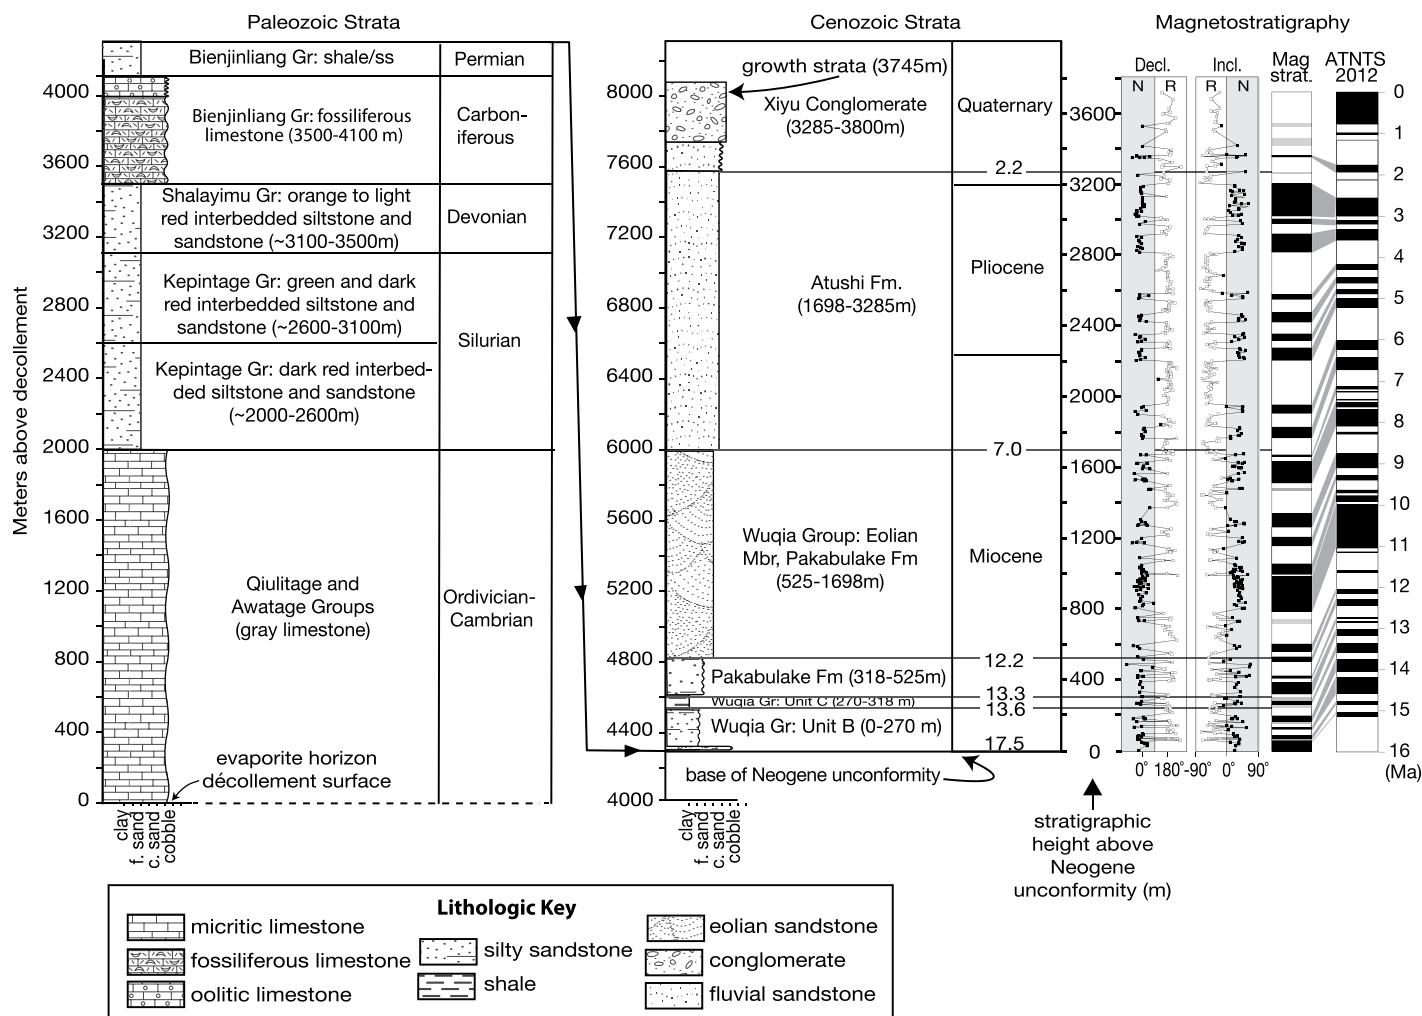 Paleozoic Strata
Cenozoic Strata
Magnetostratigraphy
Meters above decollement
4000
3600
3200
2800
2400
2000
1600
1200
800
400
0
Bienjinliang Gr: shale/ss
Permian
Bienjinliang Gr: fossiliferous
limestone (3500-4100 m)
Carbon-
iferous
Shalayimu Gr: orange to light
red interbedded siltstone and
sandstone (~3100-3500m)
Devonian
Kepintage Gr: green and dark
red interbedded siltstone and
sandstone (~2600-3100m)
Silurian
Kepintage Gr: dark red interbed-
ded siltstone and sandstone
(~2000-2600m)
Qiulitage and
Awatage Groups
(gray limestone)
Ordivician-
Cambrian
evaporite horizon
décollement surface
clay
f. sand
c. sand
cobble
8000
7600
7200
6800
6400
6000
5600
5200
4800
4400
4000
growth strata (3745m)
Xiyu Conglomerate
(3285-3800m)
Quaternary
2.2
Atushi Fm.
(1698-3285m)
Pliocene
7.0
Wuqia Group: Eolian
Mbr, Pakabulake Fm
(525-1698m)
Miocene
12.2
Pakabulake Fm (318-525m)
13.3
Wuqia Gr: Unit C (270-318 m)
13.6
Wuqia Gr: Unit B (0-270 m)
17.5
base of Neogene unconformity
clay
f. sand
c. sand
cobble
3600
3200
2800
2400
2000
1600
1200
800
400
0
stratigraphic
height above
Neogene
unconformity (m)
Decl.
N R
Incl.
R N
Mag
strat.
ATNTS
2012
0° 180° -90° 0° 90°
0
1
2
3
4
5
6
7
8
9
10
11
12
13
14
15
16
(Ma)
Lithologic Key
micritic limestone
fossiliferous limestone
oolitic limestone
silty sandstone
shale
eolian sandstone
conglomerate
fluvial sandstone